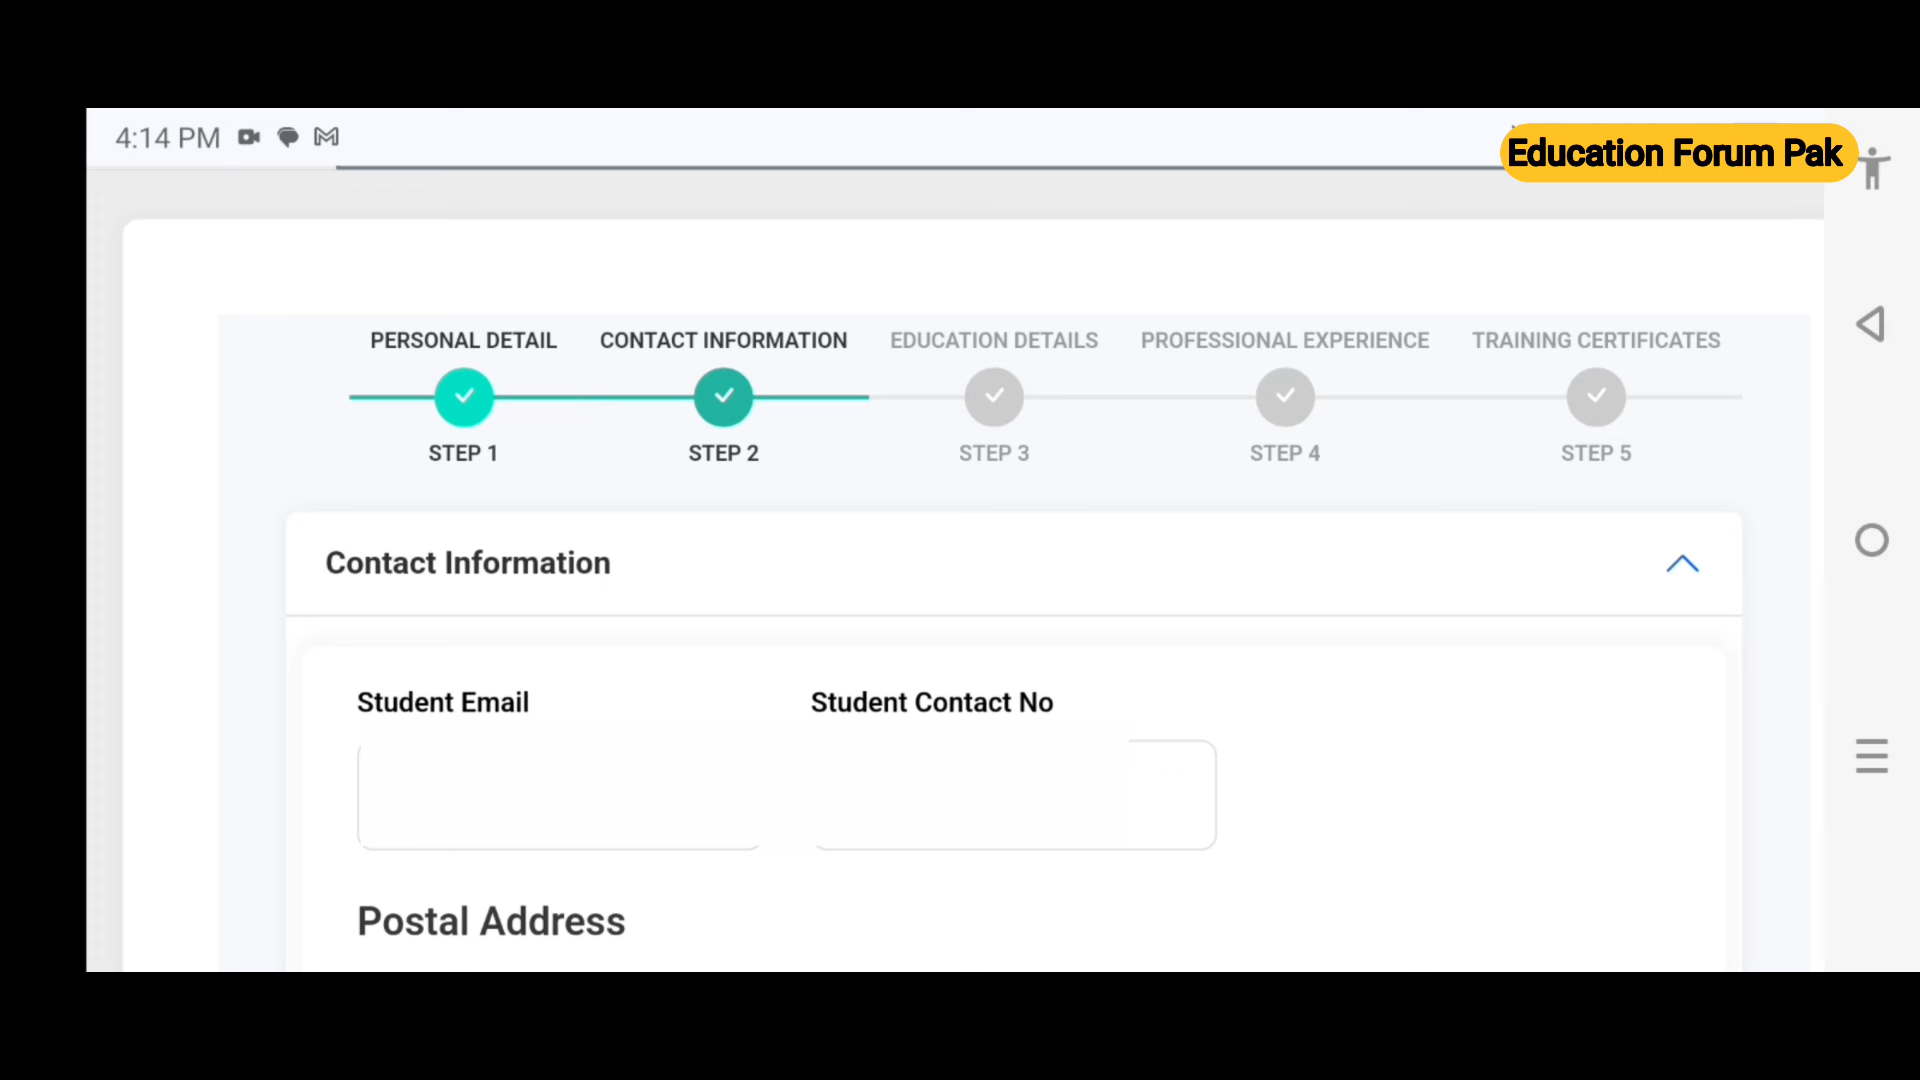 4:14 PM
Education Forum Pak
PERSONAL DETAIL CONTACT INFORMATION EDUCATION DETAILS PROFESSIONAL EXPERIENCE TRAINING CERTIFICATES
STEP 1 STEP 2 STEP 3 STEP 4 STEP 5
Contact Information
Student Email Student Contact No
Postal Address